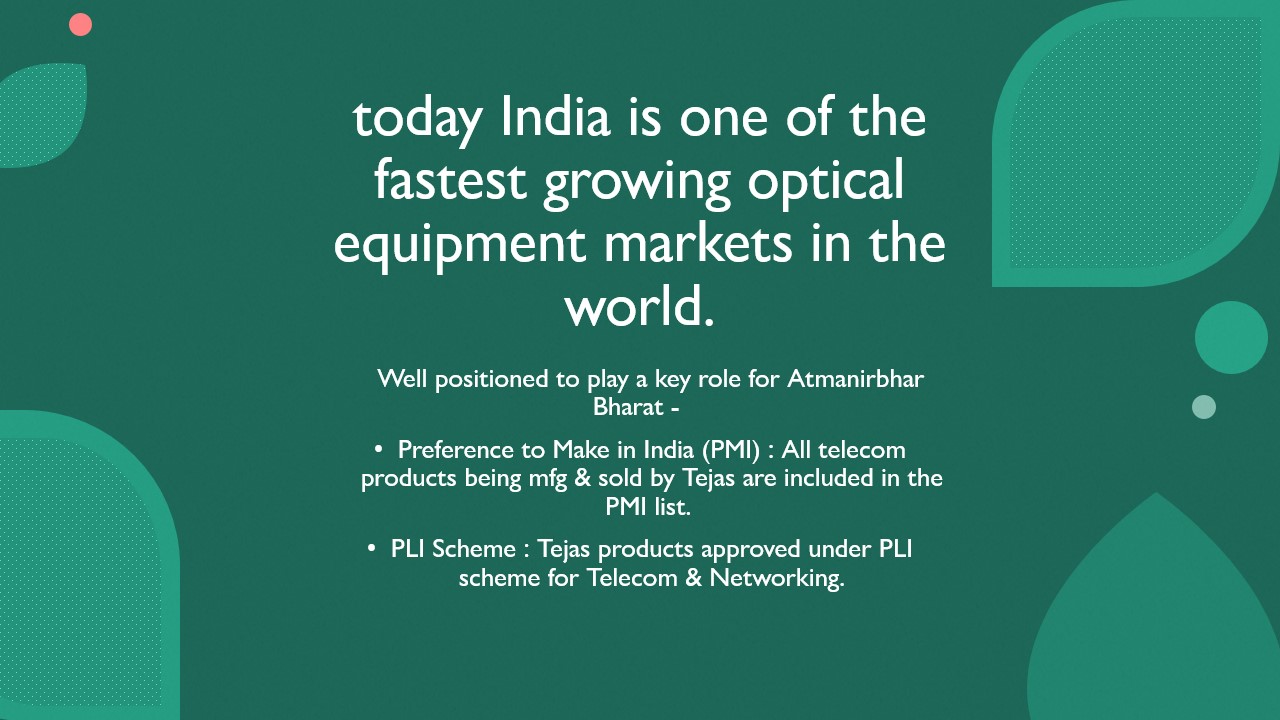 today India is one of the
fastest growing optical
equipment markets in the
world.
Well positioned to play a key role for Atmanirbhar
Bharat -
• Preference to Make in India (PMI) : All telecom
products being mfg & sold by Tejas are included in the
PMI list.
• PLI Scheme : Tejas products approved under PLI
scheme for Telecom & Networking.